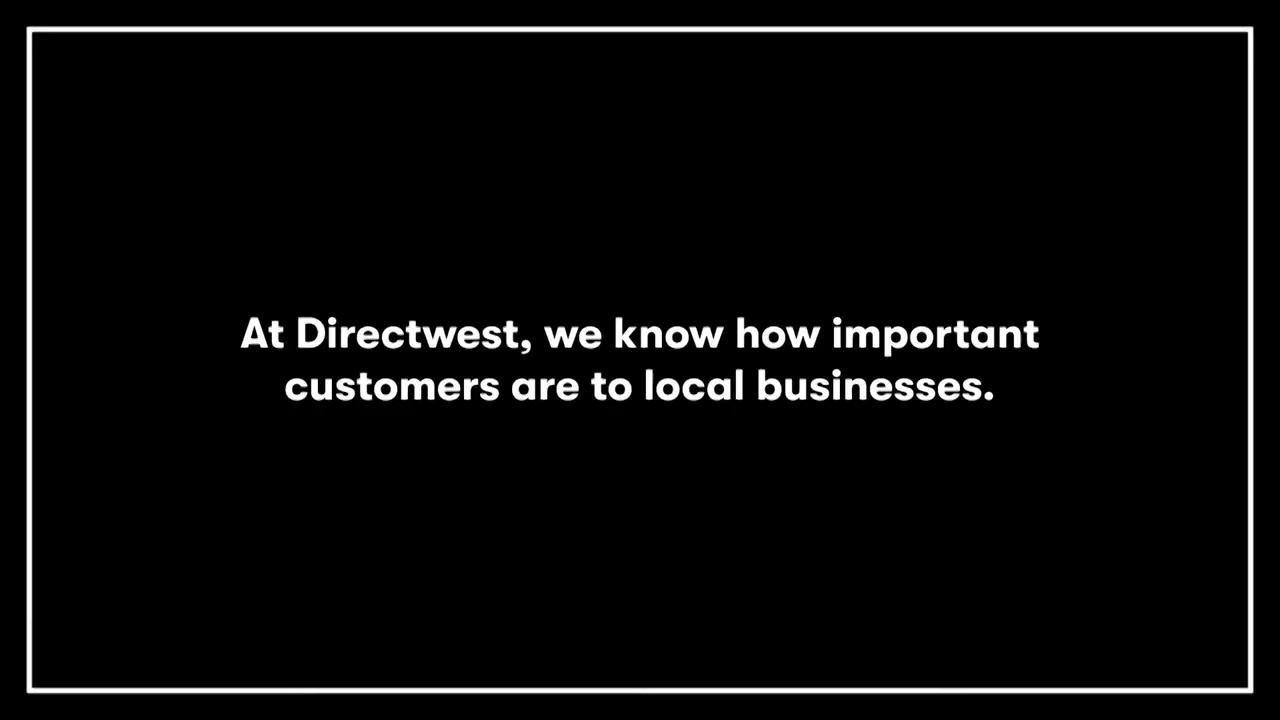 At Directwest, we know how important
customers are to local businesses.